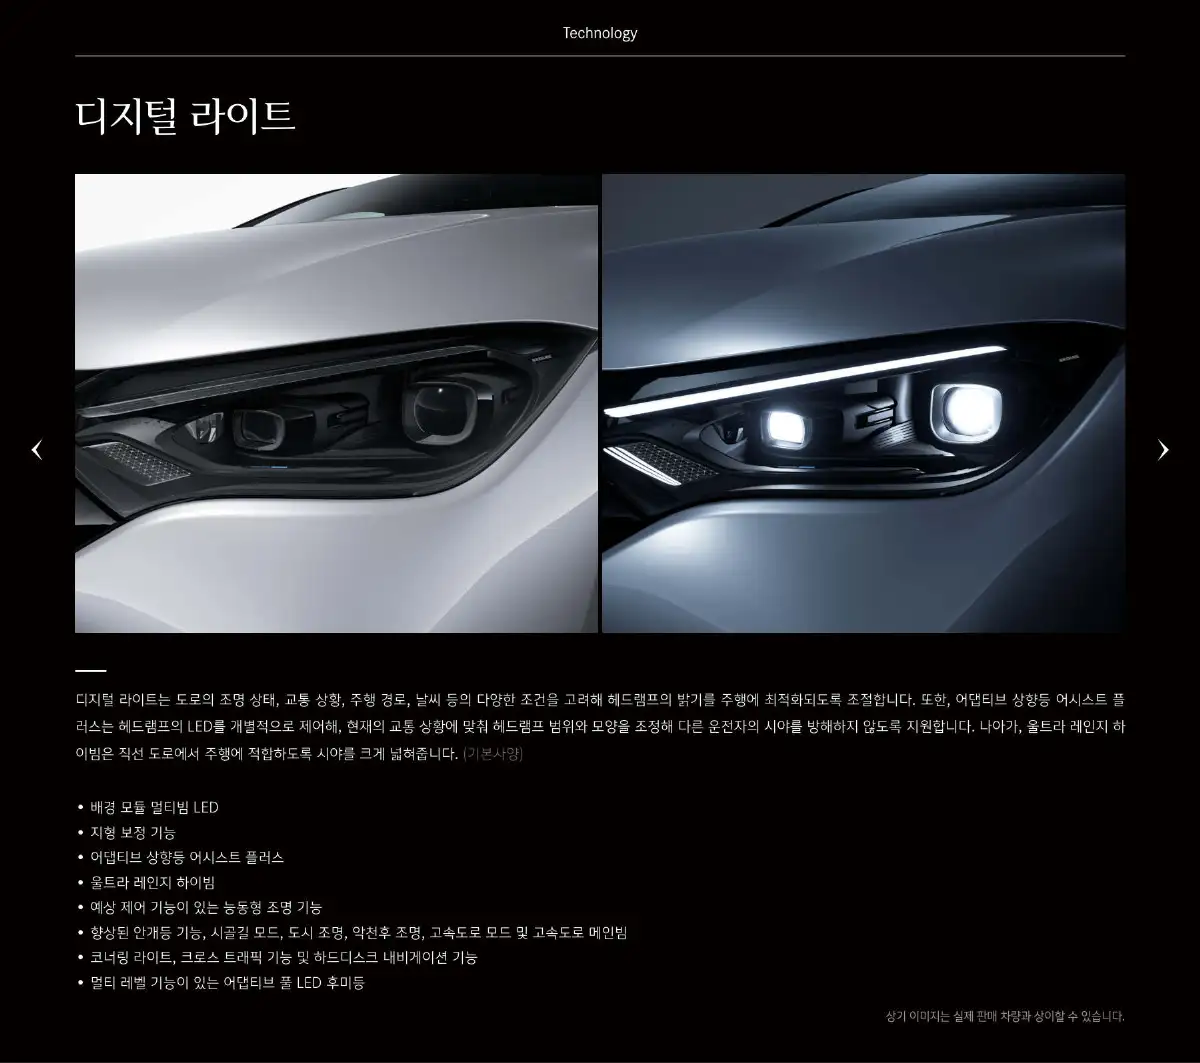 Technology
디지털 라이트
디지털 라이트는 도로의 조명 상태, 교통 상황, 주행 경로, 날씨 등의 다양한 조건을 고려해 헤드램프의 밝기를 주행에 최적화되도록 조절합니다. 또한, 어댑티브 상향등 어시스트 플
러스는 헤드램프의 LED를 개별적으로 제어해, 현재의 교통 상황에 맞춰 헤드램프 범위와 모양을 조정해 다른 운전자의 시야를 방해하지 않도록 지원합니다. 나아가, 울트라 레인지 하
이빔은 직선 도로에서 주행에 적합하도록 시야를 크게 넓혀줍니다. (기본사양)
• 배경 모듈 멀티빔 LED
• 지형 보정 기능
• 어댑티브 상향등 어시스트 플러스
• 울트라 레인지 하이빔
• 예상 제어 기능이 있는 능동형 조명 기능
• 향상된 안개등 기능, 시골길 모드, 도시 조명, 악천후 조명, 고속도로 모드 및 고속도로 메인빔
• 코너링 라이트, 크로스 트래픽 기능 및 하드디스크 내비게이션 기능
• 멀티 레벨 기능이 있는 어댑티브 풀 LED 후미등
상기 이미지는 실제 판매 차량과 상이할 수 있습니다.